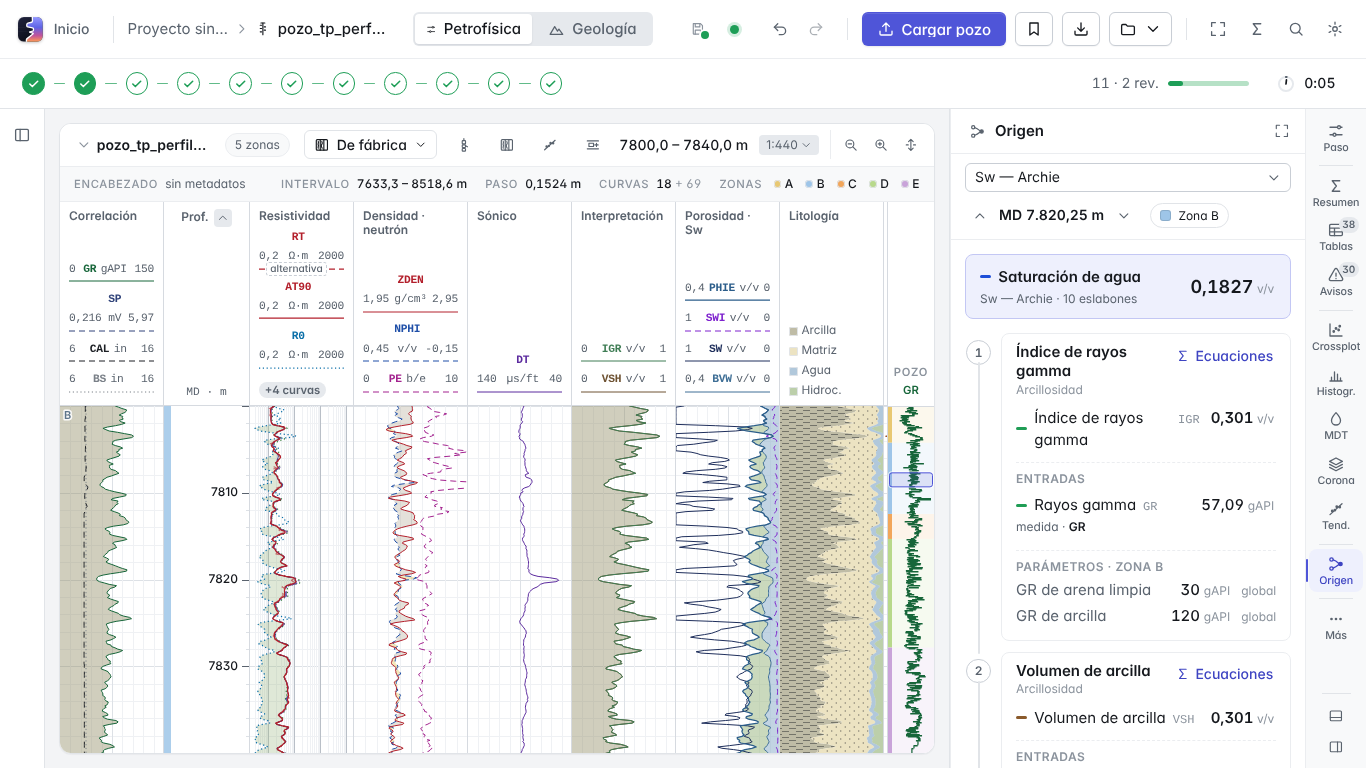 Inicio
Proyecto sin...
pozo_tp_perf...
Petrofísica
Geología
Cargar pozo
11 · 2 rev.
0:05
pozo_tp_perfil...
5 zonas
De fábrica
7800,0 – 7840,0 m
1:440
ENCABEZADO sin metadatos
INTERVALO 7633,3 – 8518,6 m
PASO 0,1524 m
CURVAS 18 + 69
ZONAS A B C D E
Correlación
0 GR gAPI 150
SP
0,216 mV 5,97
6 CAL in 16
6 BS in 16
Prof.
MD · m
Resistividad
RT
0,2 Ω·m 2000
alternativa
AT90
0,2 Ω·m 2000
R0
0,2 Ω·m 2000
+4 curvas
Densidad ·
neutrón
ZDEN
1,95 g/cm³ 2,95
NPHI
0,45 v/v -0,15
0 PE b/e 10
Sónico
DT
140 µs/ft 40
Interpretación
0 IGR v/v 1
0 VSH v/v 1
Porosidad ·
Sw
0,4 PHIE v/v 0
1 SWI v/v 0
1 SW v/v 0
0,4 BVW v/v 0
Litología
Arcilla
Matriz
Agua
Hidroc.
POZO
GR
B
7810
7820
7830
Origen
Sw — Archie
MD 7.820,25 m
Zona B
Saturación de agua
Sw — Archie · 10 eslabones
0,1827 v/v
1
Índice de rayos
gamma
Arcillosidad
Σ Ecuaciones
Índice de rayos
gamma
IGR 0,301 v/v
ENTRADAS
Rayos gamma GR 57,09 gAPI
medida · GR
PARÁMETROS · ZONA B
GR de arena limpia 30 gAPI global
GR de arcilla 120 gAPI global
2
Volumen de arcilla
Arcillosidad
Σ Ecuaciones
Volumen de arcilla VSH 0,301 v/v
ENTRADAS
Paso
Resumen
38
Tablas
30
Avisos
Crossplot
Histogr.
MDT
Corona
Tend.
Origen
Más